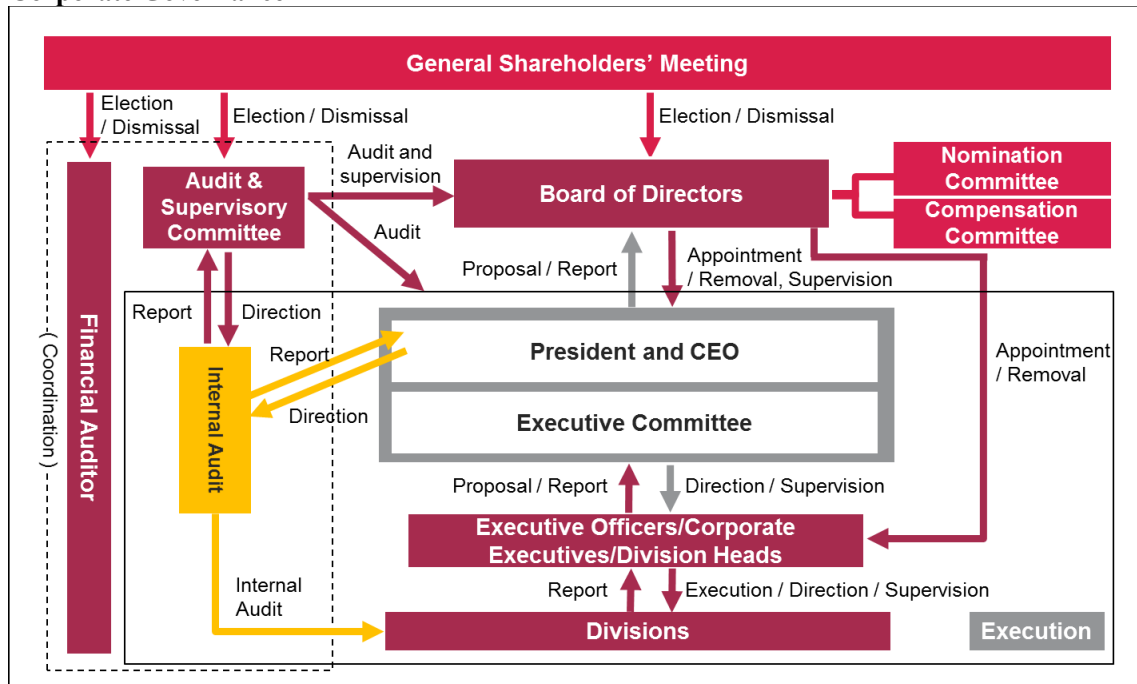 General Shareholders' Meeting
Election
/ Dismissal
Election / Dismissal
Election / Dismissal
Audit and
supervision
Audit &
Supervisory
Committee
Board of Directors
Nomination
Committee
Compensation
Committee
Audit
Proposal / Report
Appointment
/ Removal, Supervision
Report
Direction
( Coordination )
Financial Auditor
Internal Audit
Report
Direction
President and CEO
Executive Committee
Appointment
/ Removal
Proposal / Report
Direction / Supervision
Executive Officers/Corporate
Executives/Division Heads
Internal
Audit
Report
Execution / Direction / Supervision
Divisions
Execution